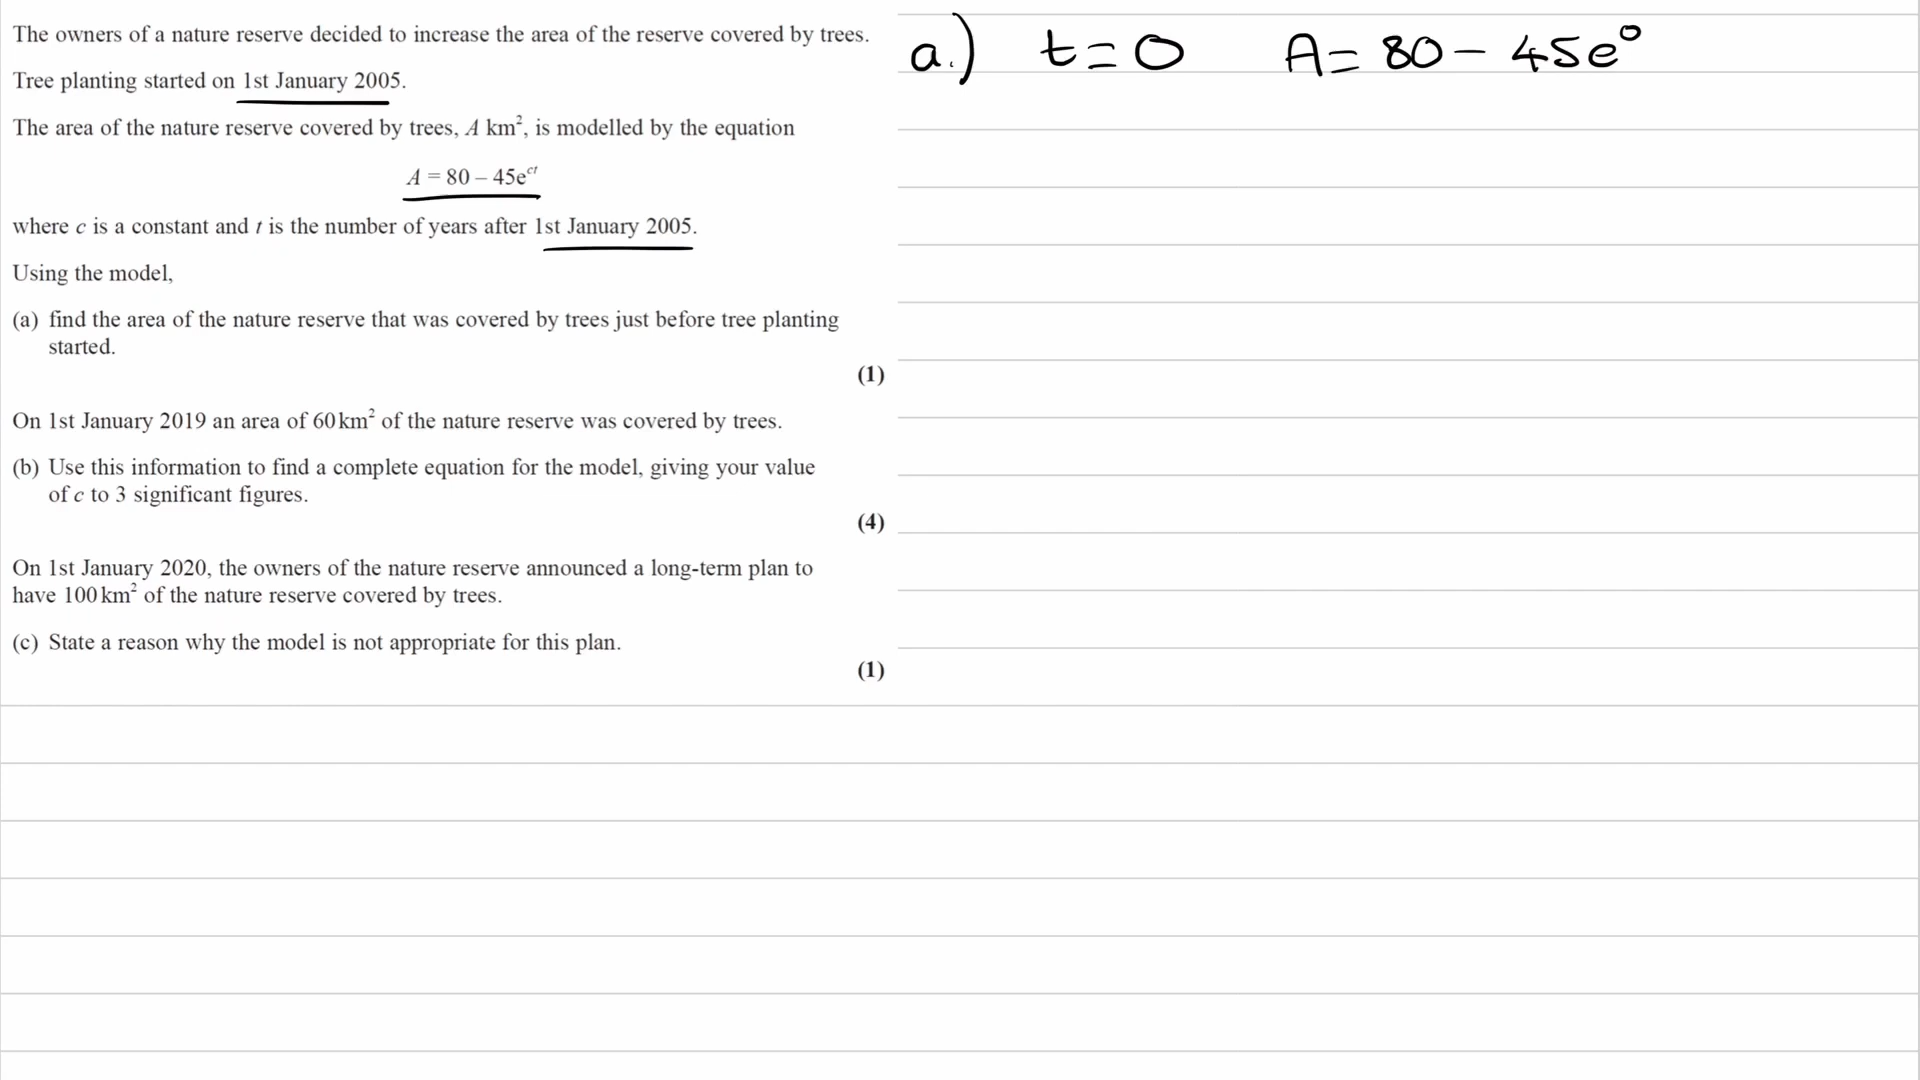 The owners of a nature reserve decided to increase the area of the reserve covered by trees.
Tree planting started on 1st January 2005.
The area of the nature reserve covered by trees, A km², is modelled by the equation
A = 80 – 45e^{ct}
where c is a constant and t is the number of years after 1st January 2005.
Using the model,
(a) find the area of the nature reserve that was covered by trees just before tree planting
started.
(1)
On 1st January 2019 an area of 60 km² of the nature reserve was covered by trees.
(b) Use this information to find a complete equation for the model, giving your value
of c to 3 significant figures.
(4)
On 1st January 2020, the owners of the nature reserve announced a long-term plan to
have 100 km² of the nature reserve covered by trees.
(c) State a reason why the model is not appropriate for this plan.
(1)
a.) t = 0 A = 80 – 45e⁰